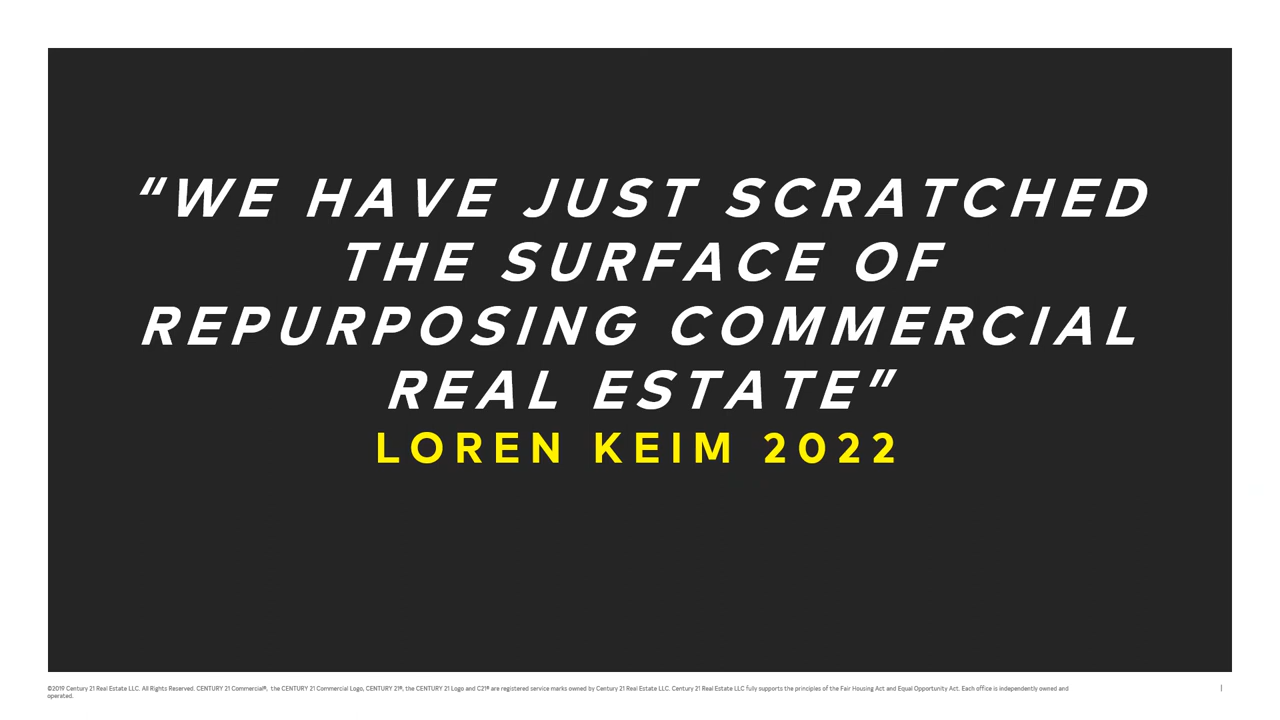 “WE HAVE JUST SCRATCHED
THE SURFACE OF
REPURPOSING COMMERCIAL
REAL ESTATE”
LOREN KEIM 2022
©2019 Century 21 Real Estate LLC. All Rights Reserved. CENTURY 21 Commercial®, the CENTURY 21 Commercial Logo, CENTURY 21®, the CENTURY 21 Logo and C21® are registered service marks owned by Century 21 Real Estate LLC. Century 21 Real Estate LLC fully supports the principles of the Fair Housing Act and Equal Opportunity Act. Each office is independently owned and
operated.
|